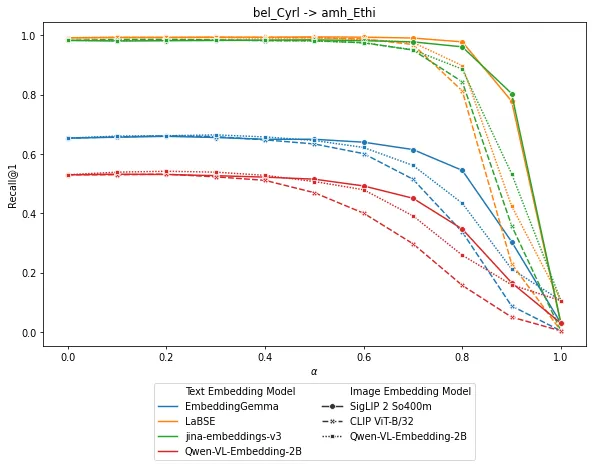 bel_Cyrl -> amh_Ethi
Recall@1
1.0
0.8
0.6
0.4
0.2
0.0
0.0 0.2 0.4 0.6 0.8 1.0
α
Text Embedding Model
EmbeddingGemma
LaBSE
jina-embeddings-v3
Qwen-VL-Embedding-2B
Image Embedding Model
SigLIP 2 So400m
CLIP ViT-B/32
Qwen-VL-Embedding-2B